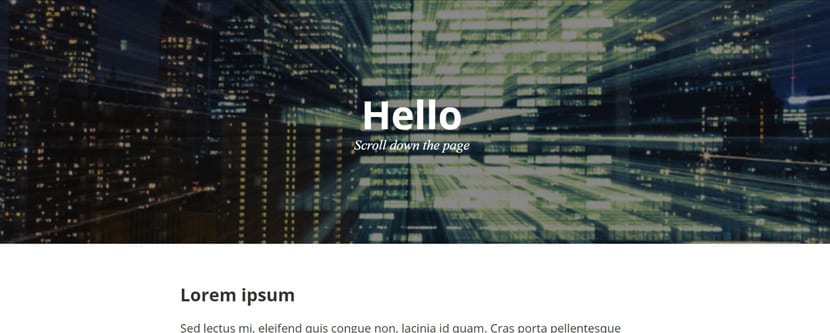 Hello
Scroll down the page
Lorem ipsum
Sed lectus mi, eleifend quis congue non, lacinia id quam. Cras porta pellentesque